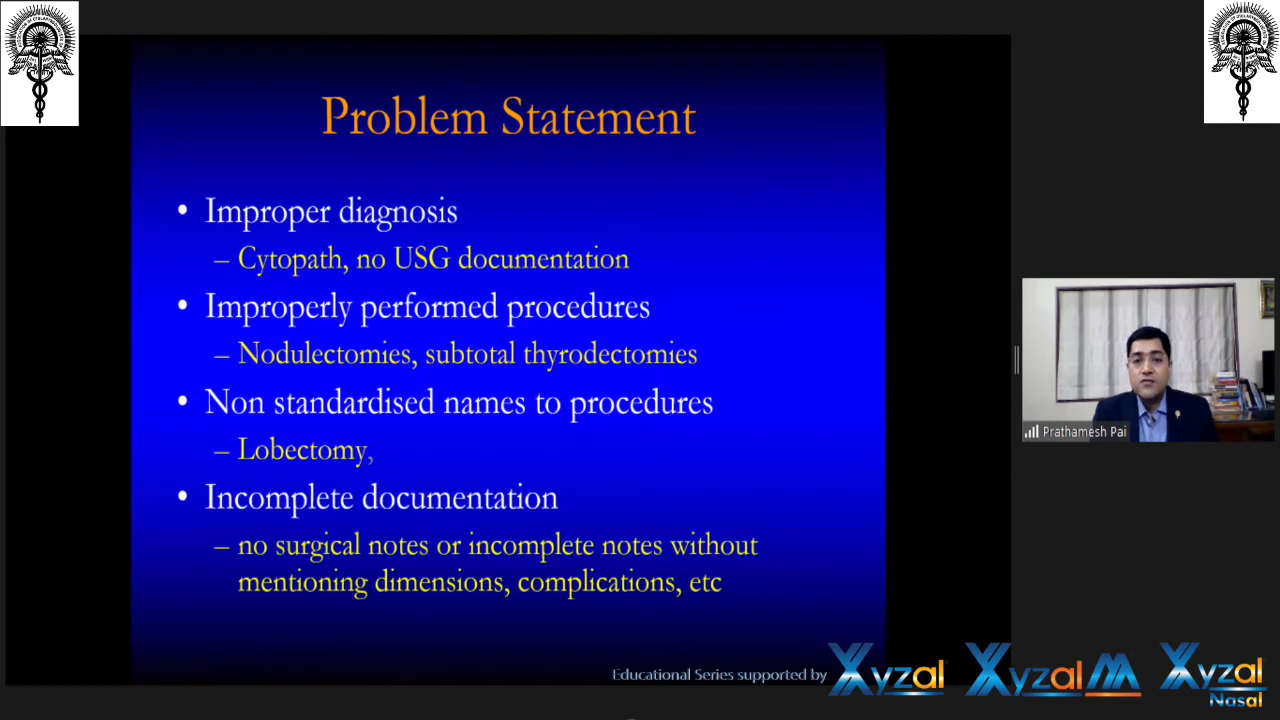 Problem Statement
• Improper diagnosis
– Cytopath, no USG documentation
• Improperly performed procedures
– Nodulectomies, subtotal thyrodectomies
• Non standardised names to procedures
– Lobectomy,
• Incomplete documentation
– no surgical notes or incomplete notes without
mentioning dimensions, complications, etc
Prathamesh Pai
Educational Series supported by
Xyzal
Xyzal M
Xyzal
Nasal